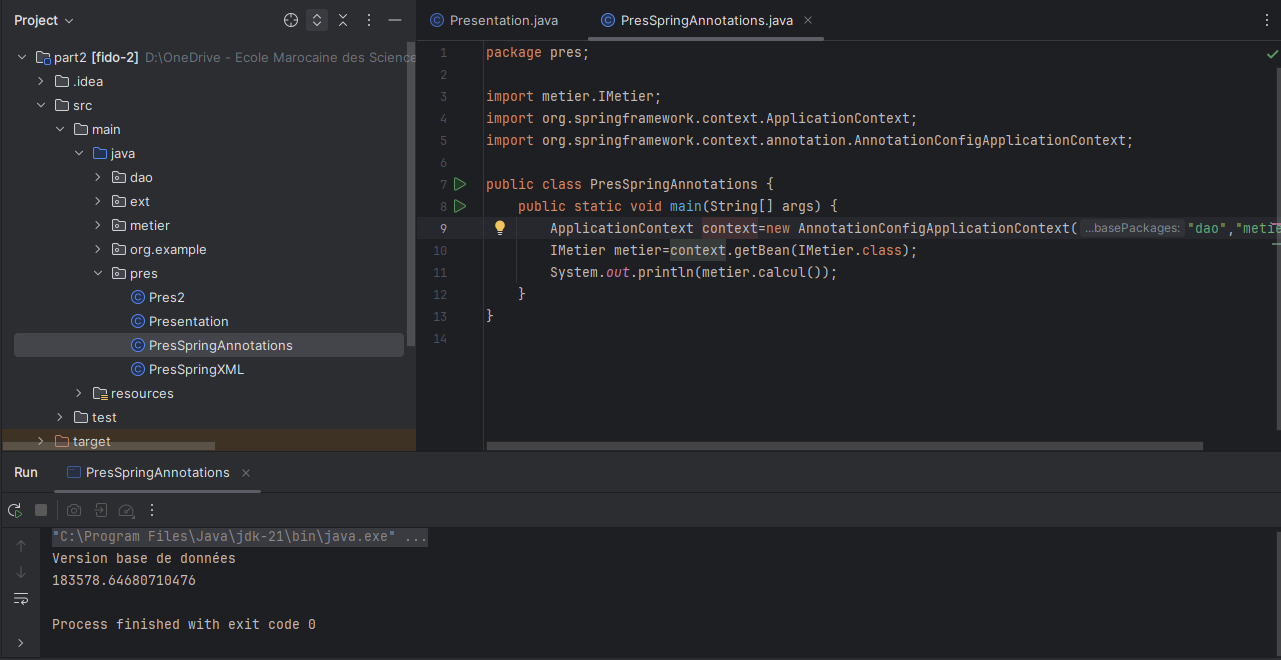 Project
part2 [fido-2] D:\OneDrive - Ecole Marocaine des Science
.idea
src
main
java
dao
ext
metier
org.example
pres
Pres2
Presentation
PresSpringAnnotations
PresSpringXML
resources
test
target
Presentation.java PresSpringAnnotations.java
1 package pres;
2
3 import metier.IMetier;
4 import org.springframework.context.ApplicationContext;
5 import org.springframework.context.annotation.AnnotationConfigApplicationContext;
6
7 public class PresSpringAnnotations {
8 public static void main(String[] args) {
9 ApplicationContext context=new AnnotationConfigApplicationContext( ...basePackages: "dao","metie
10 IMetier metier=context.getBean(IMetier.class);
11 System.out.println(metier.calcul());
12 }
13 }
14
Run PresSpringAnnotations
"C:\Program Files\Java\jdk-21\bin\java.exe" ...
Version base de données
183578.64680710476
Process finished with exit code 0